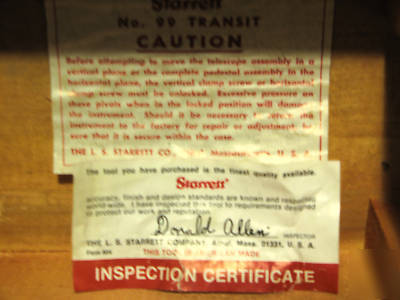 Starrett
No. 99 TRANSIT
CAUTION
Before attempting to move the telescope assembly in a
vertical plane or the complete pedestal assembly in the
horizontal plane, the vertical clamp screw or horizontal
clamp screw must be unlocked. Excessive pressure on
these pivots when in the locked position will damage
the instrument. Should it be necessary to return the
instrument to the factory for repair or adjustment, be
sure that it is secure within the case.
THE L. S. STARRETT CO., U. S. A.
The tool you have purchased is the finest quality available.
Starrett
accuracy, finish and design standards are known and respected
world-wide. I have inspected this tool to requirements designed
to protect our work and reputation.
Donald Allen INSPECTOR
THE L. S. STARRETT COMPANY, Athol, Mass. 01331, U. S. A.
THIS TOOL IS AMERICAN MADE
INSPECTION CERTIFICATE